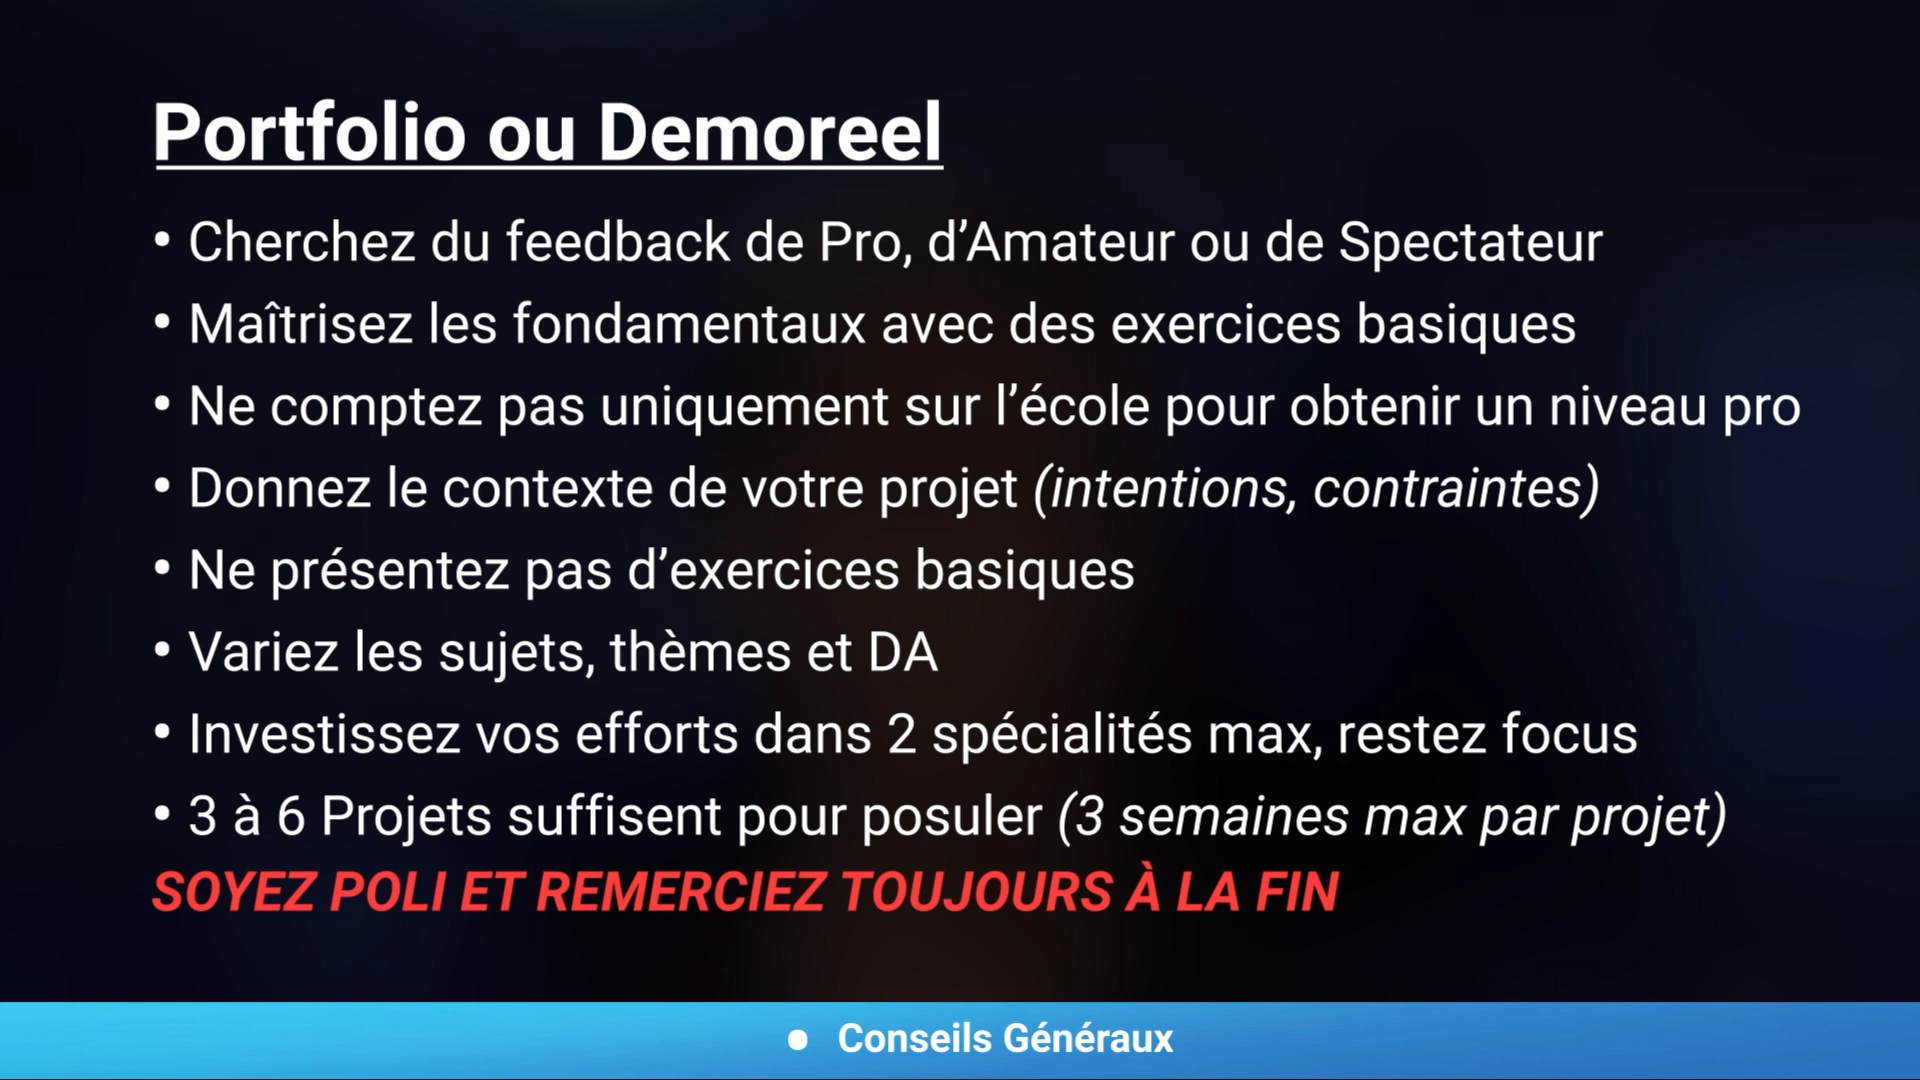 Portfolio ou Demoreel
• Cherchez du feedback de Pro, d’Amateur ou de Spectateur
• Maîtrisez les fondamentaux avec des exercices basiques
• Ne comptez pas uniquement sur l’école pour obtenir un niveau pro
• Donnez le contexte de votre projet (intentions, contraintes)
• Ne présentez pas d’exercices basiques
• Variez les sujets, thèmes et DA
• Investissez vos efforts dans 2 spécialités max, restez focus
• 3 à 6 Projets suffisent pour posuler (3 semaines max par projet)
SOYEZ POLI ET REMERCIEZ TOUJOURS À LA FIN
• Conseils Généraux